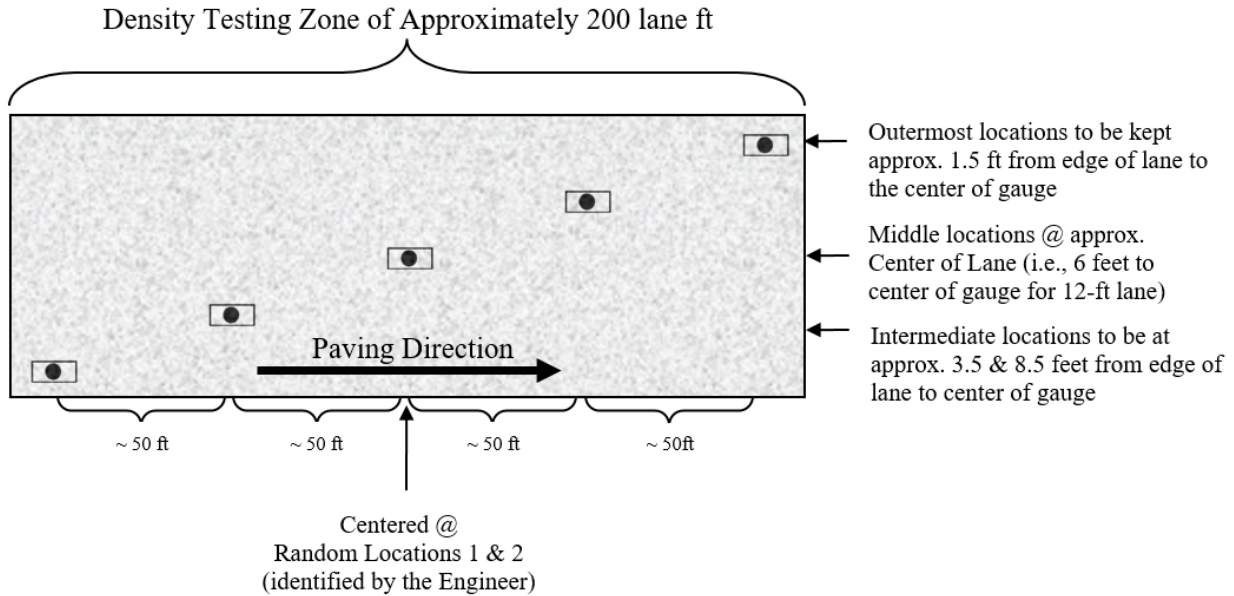 Density Testing Zone of Approximately 200 lane ft
Outermost locations to be kept
approx. 1.5 ft from edge of lane to
the center of gauge
Middle locations @ approx.
Center of Lane (i.e., 6 feet to
center of gauge for 12-ft lane)
Intermediate locations to be at
approx. 3.5 & 8.5 feet from edge of
lane to center of gauge
Paving Direction
~ 50 ft
~ 50 ft
~ 50 ft
~ 50ft
Centered @
Random Locations 1 & 2
(identified by the Engineer)